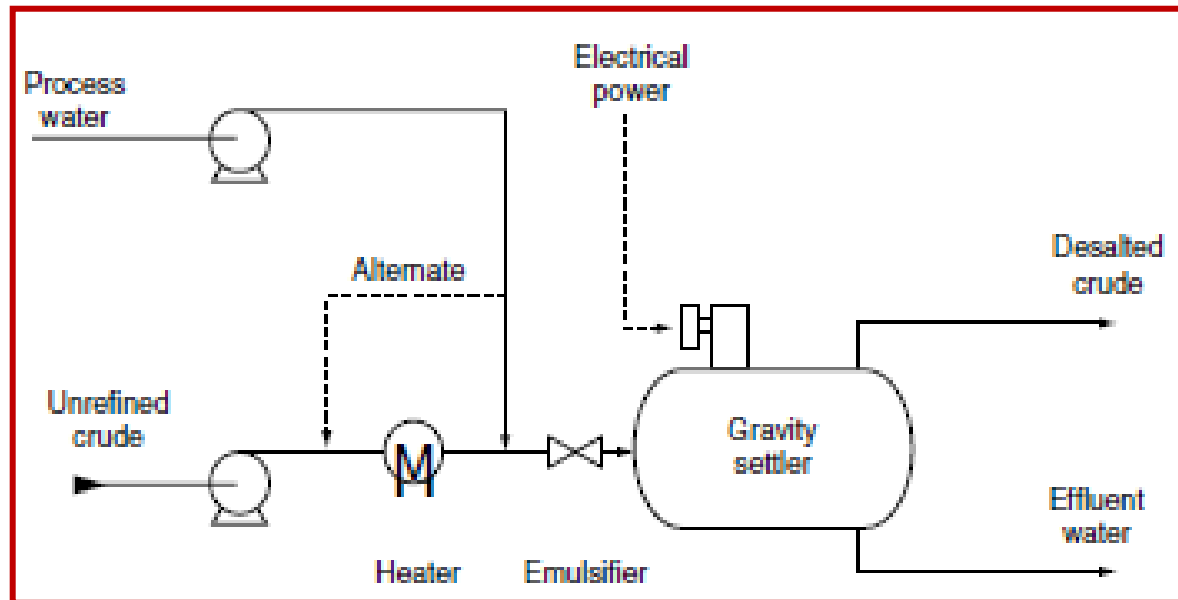 Process
water
Electrical
power
Alternate
Desalted
crude
Unrefined
crude
Gravity
settler
Effluent
water
Heater
Emulsifier